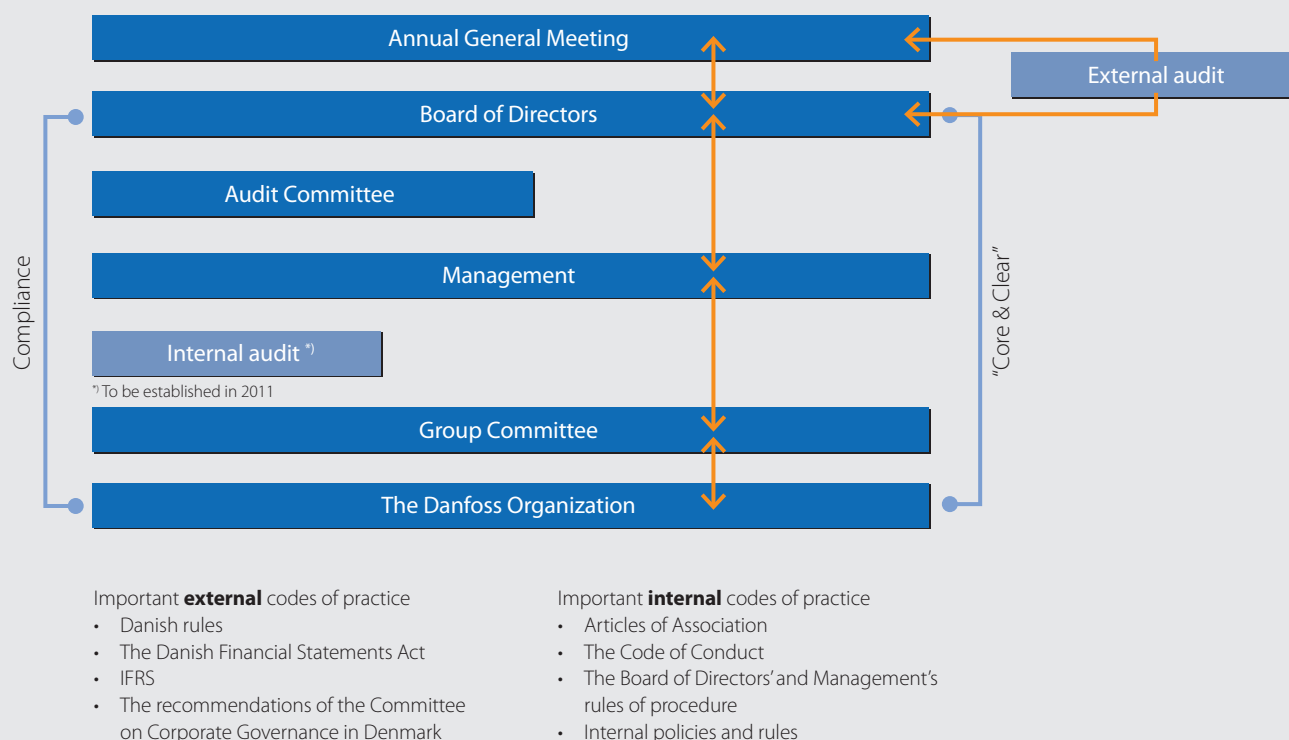 Annual General Meeting
External audit
Board of Directors
Audit Committee
Management
Compliance
"Core & Clear"
Internal audit *)
*) To be established in 2011
Group Committee
The Danfoss Organization
Important external codes of practice
• Danish rules
• The Danish Financial Statements Act
• IFRS
• The recommendations of the Committee
on Corporate Governance in Denmark
Important internal codes of practice
• Articles of Association
• The Code of Conduct
• The Board of Directors' and Management's
rules of procedure
• Internal policies and rules